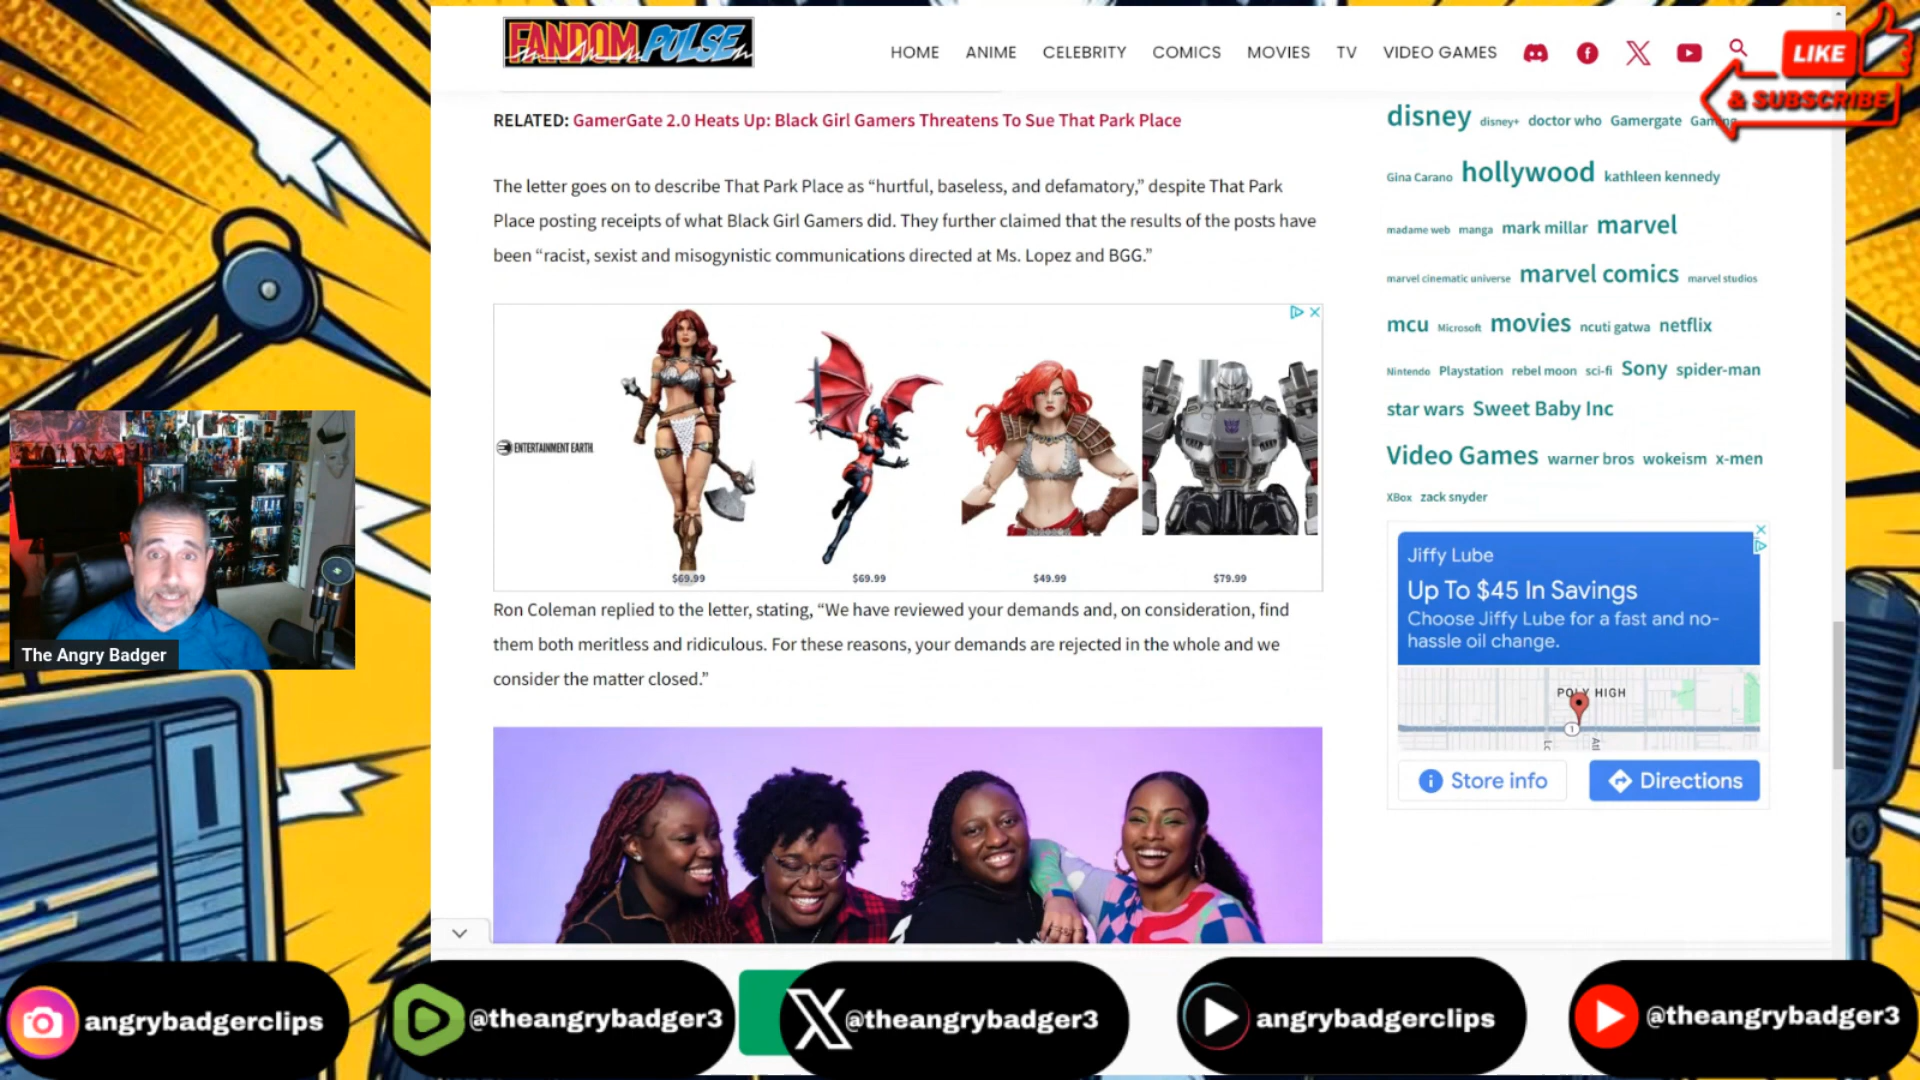 FANDOM PULSE
HOME ANIME CELEBRITY COMICS MOVIES TV VIDEO GAMES
LIKE
& SUBSCRIBE
RELATED: GamerGate 2.0 Heats Up: Black Girl Gamers Threatens To Sue That Park Place
The letter goes on to describe That Park Place as “hurtful, baseless, and defamatory,” despite That Park
Place posting receipts of what Black Girl Gamers did. They further claimed that the results of the posts have
been “racist, sexist and misogynistic communications directed at Ms. Lopez and BGG.”
ENTERTAINMENT EARTH
$69.99 $69.99 $49.99 $79.99
Ron Coleman replied to the letter, stating, “We have reviewed your demands and, on consideration, find
them both meritless and ridiculous. For these reasons, your demands are rejected in the whole and we
consider the matter closed.”
disney disney+ doctor who Gamergate Gaming
Gina Carano hollywood kathleen kennedy
madame web manga mark millar marvel
marvel cinematic universe marvel comics marvel studios
mcu Microsoft movies ncuti gatwa netflix
Nintendo Playstation rebel moon sci-fi Sony spider-man
star wars Sweet Baby Inc
Video Games warner bros wokeism x-men
XBox zack snyder
Jiffy Lube
Up To $45 In Savings
Choose Jiffy Lube for a fast and no-
hassle oil change.
POLY HIGH
1
Store info Directions
The Angry Badger
angrybadgerclips @theangrybadger3 @theangrybadger3 angrybadgerclips @theangrybadger3